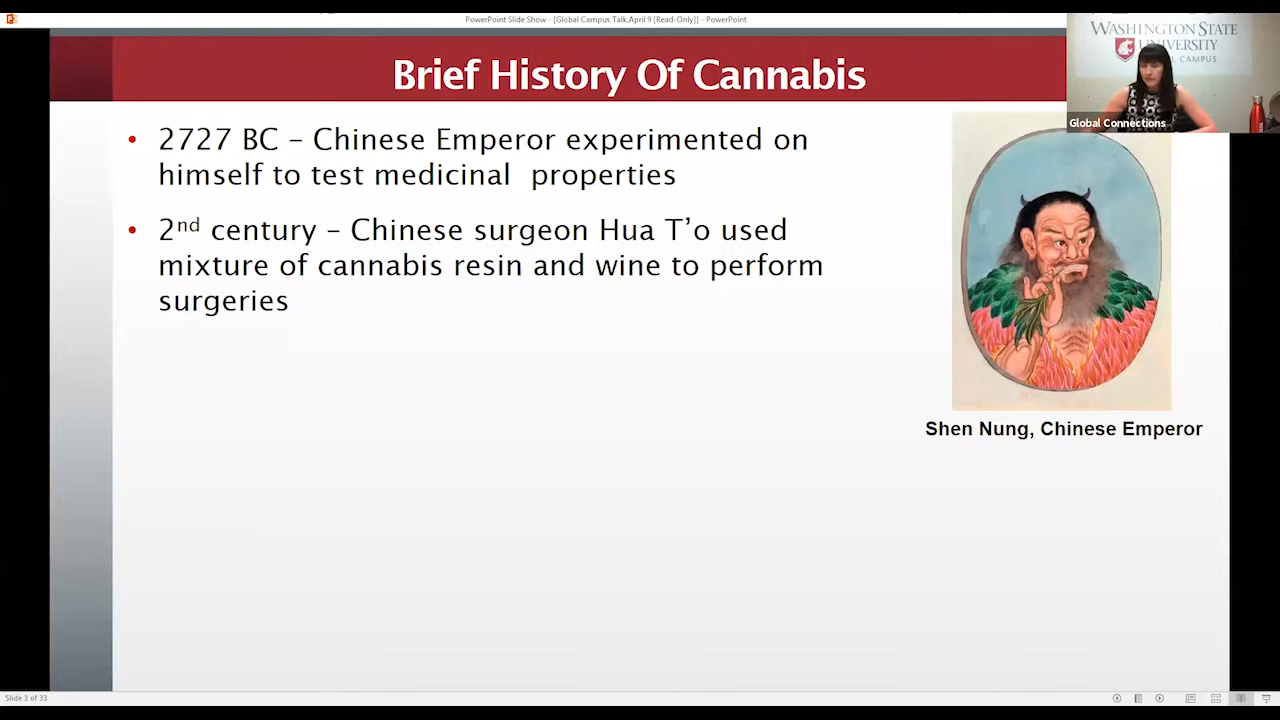 PowerPoint Slide Show - [Global Campus Talk.April 9 [Read-Only]] - PowerPoint
WASHINGTON STATE
UNIVERSITY
CAMPUS
Global Connections
Brief History Of Cannabis
• 2727 BC – Chinese Emperor experimented on
himself to test medicinal properties
• 2nd century – Chinese surgeon Hua T’o used
mixture of cannabis resin and wine to perform
surgeries
Shen Nung, Chinese Emperor
Slide 3 of 33